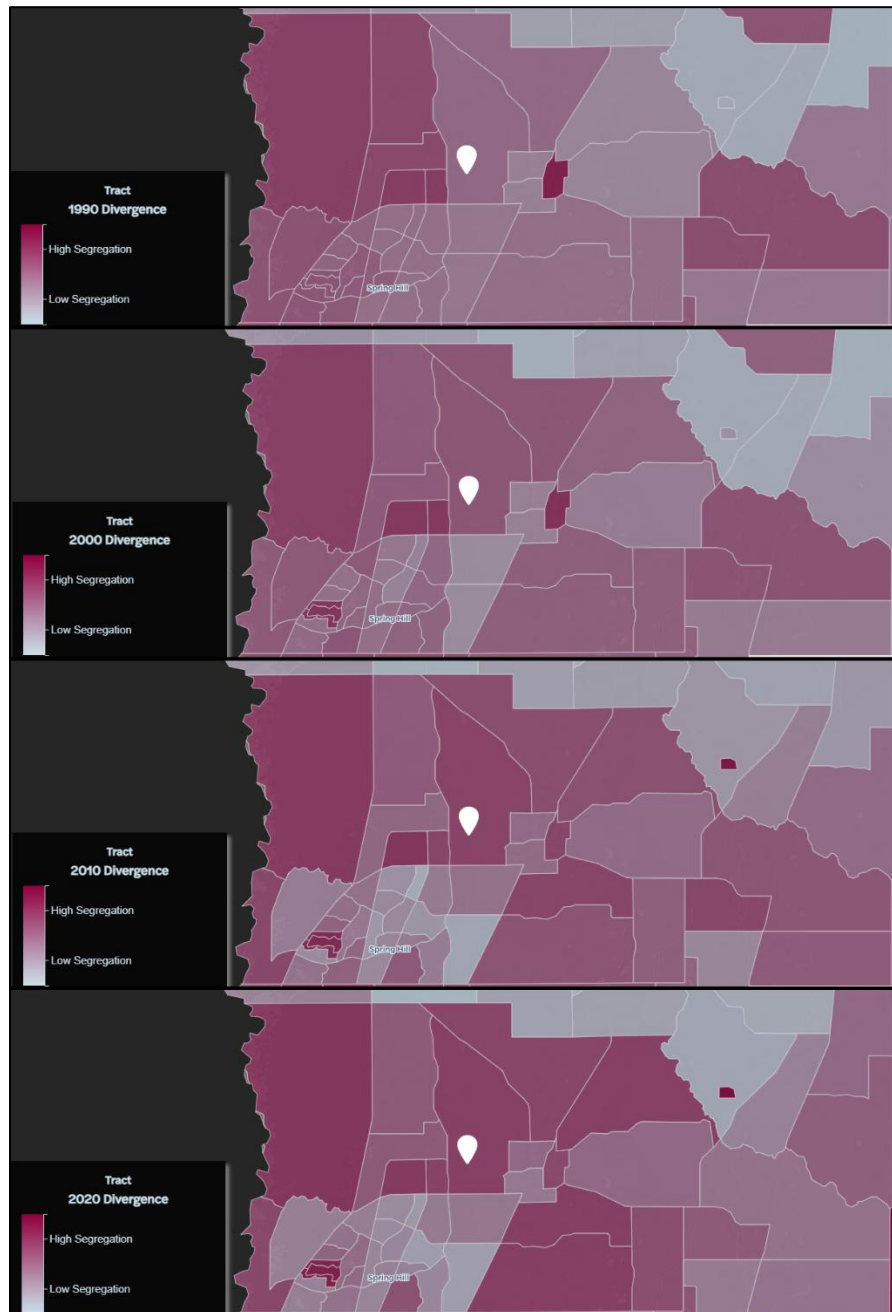 Tract
1990 Divergence
High Segregation
Low Segregation
Spring Hill
Tract
2000 Divergence
High Segregation
Low Segregation
Spring Hill
Tract
2010 Divergence
High Segregation
Low Segregation
Spring Hill
Tract
2020 Divergence
High Segregation
Low Segregation
Spring Hill